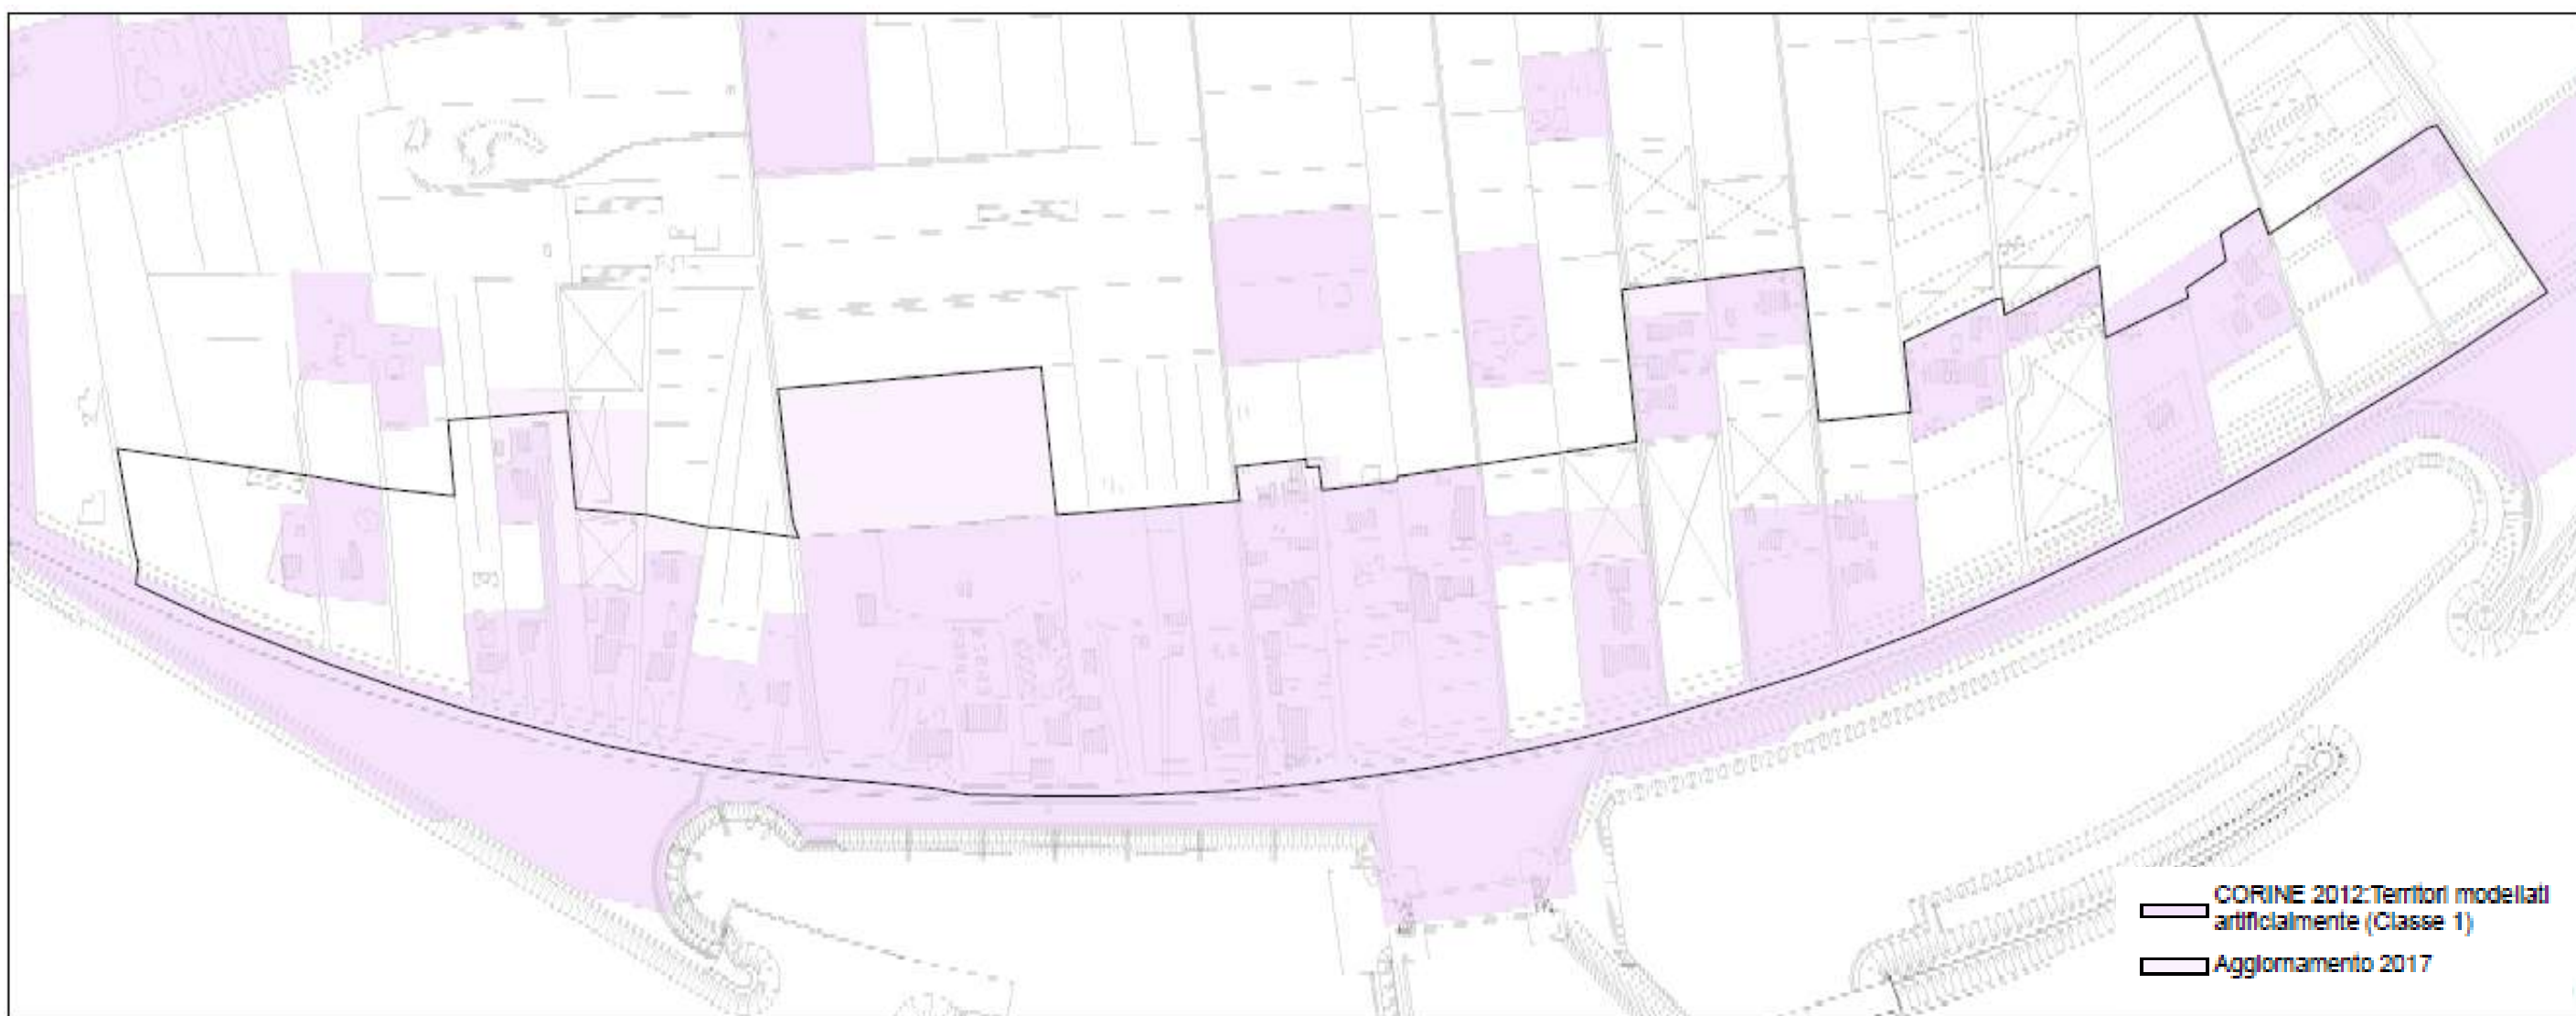 CORINE 2012:Territori modellati
artificialmente (Classe 1)
Aggiornamento 2017